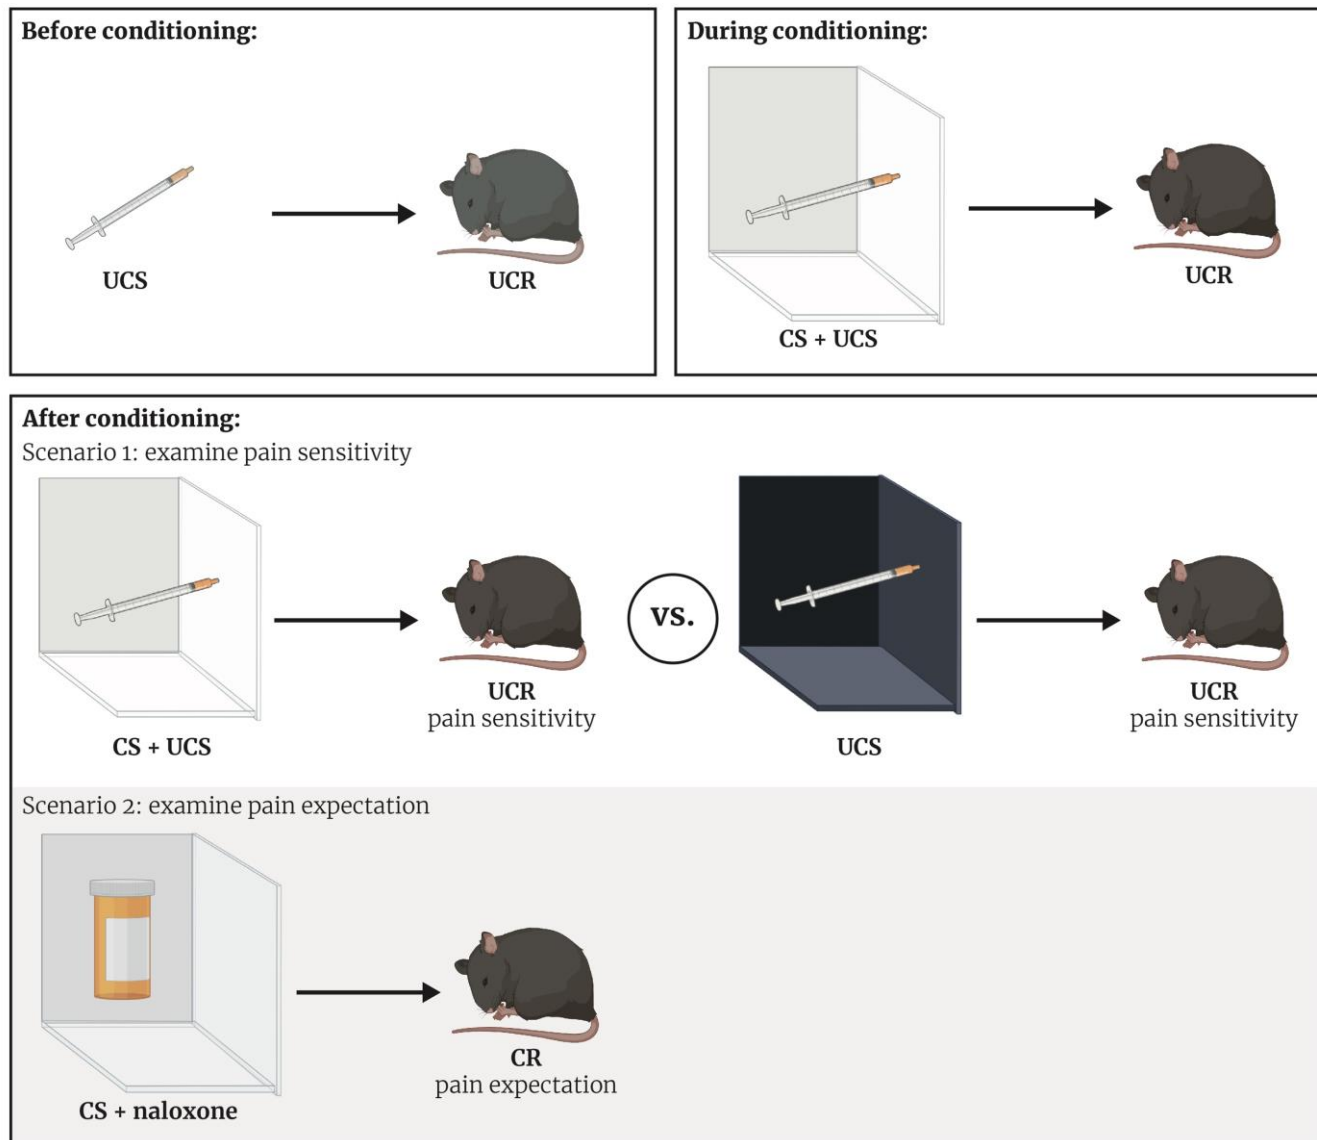 Before conditioning:
UCS
UCR
During conditioning:
CS + UCS
UCR
After conditioning:
Scenario 1: examine pain sensitivity
CS + UCS
UCR
pain sensitivity
vs.
UCS
UCR
pain sensitivity
Scenario 2: examine pain expectation
CS + naloxone
CR
pain expectation